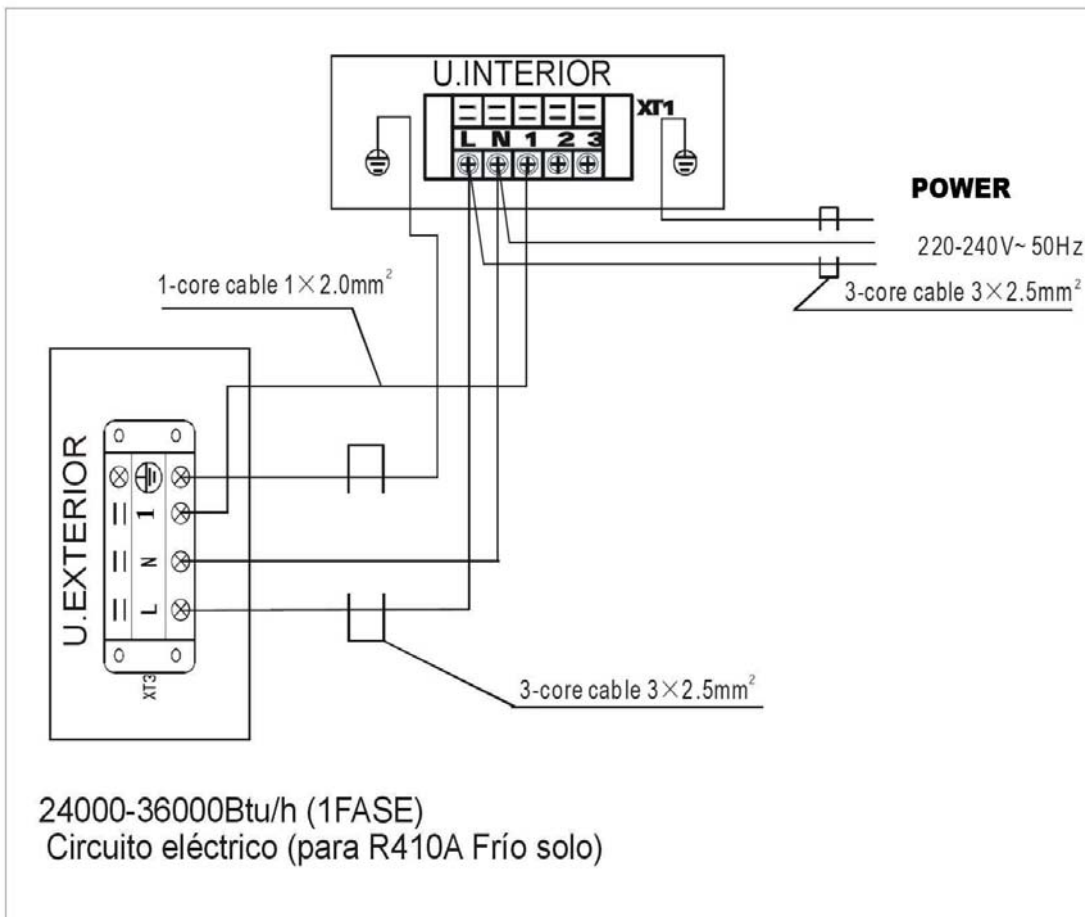 U.INTERIOR
XT1
L N 1 2 3
POWER
220-240V~ 50Hz
3-core cable 3×2.5mm²
1-core cable 1×2.0mm²
U.EXTERIOR
1
N
L
XT3
3-core cable 3×2.5mm²
24000-36000Btu/h (1FASE)
Circuito eléctrico (para R410A Frío solo)